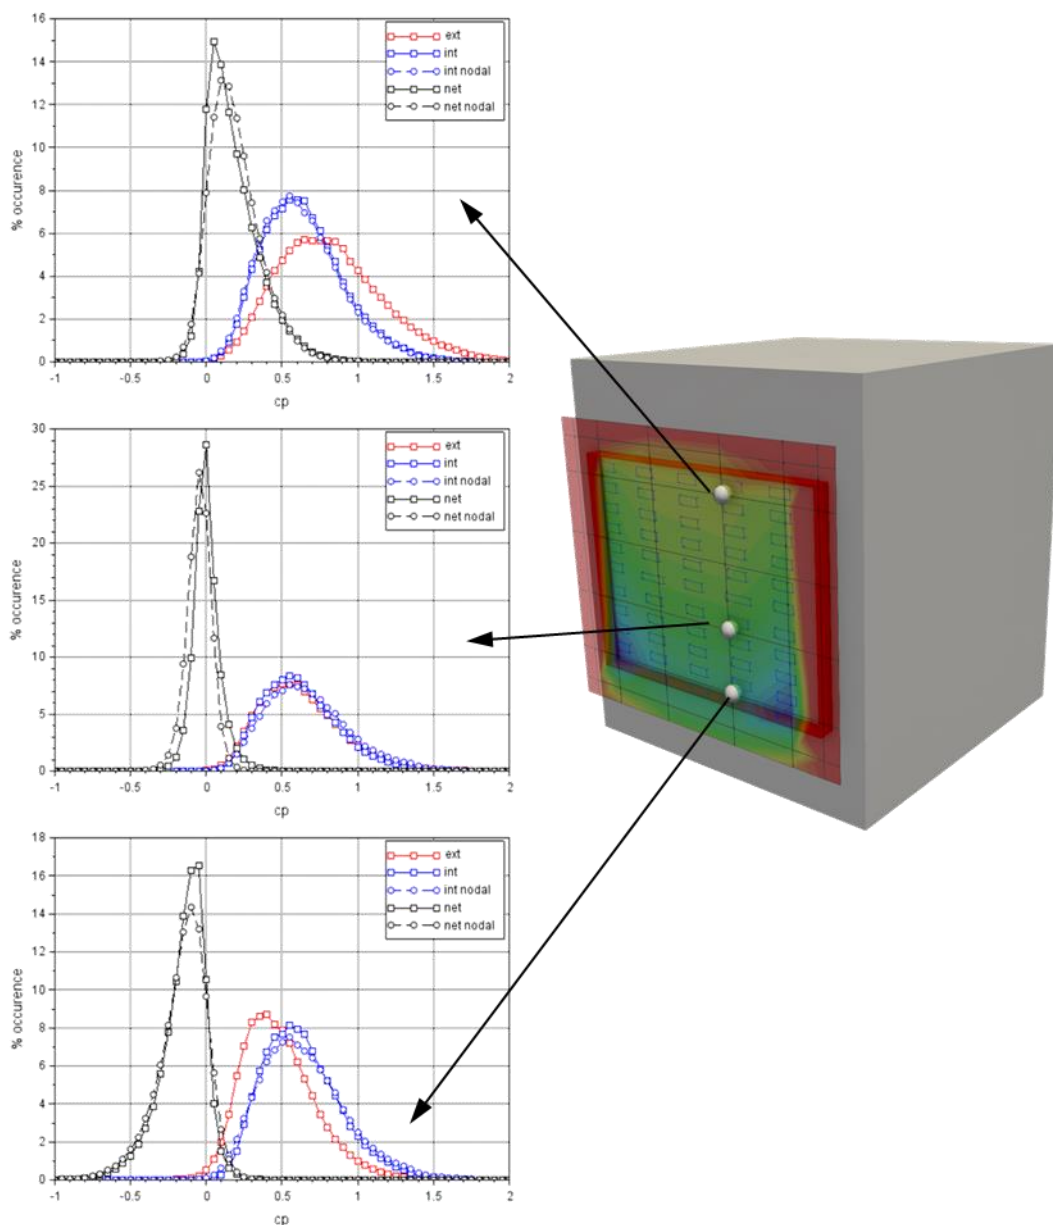 16
14
12
10
8
6
4
2
0
% occurence
ext
int
int nodal
net
net nodal
-1 -0.5 0 0.5 1 1.5 2
cp
30
25
20
15
10
5
0
% occurence
ext
int
int nodal
net
net nodal
-1 -0.5 0 0.5 1 1.5 2
cp
18
16
14
12
10
8
6
4
2
0
% occurence
ext
int
int nodal
net
net nodal
-1 -0.5 0 0.5 1 1.5 2
cp